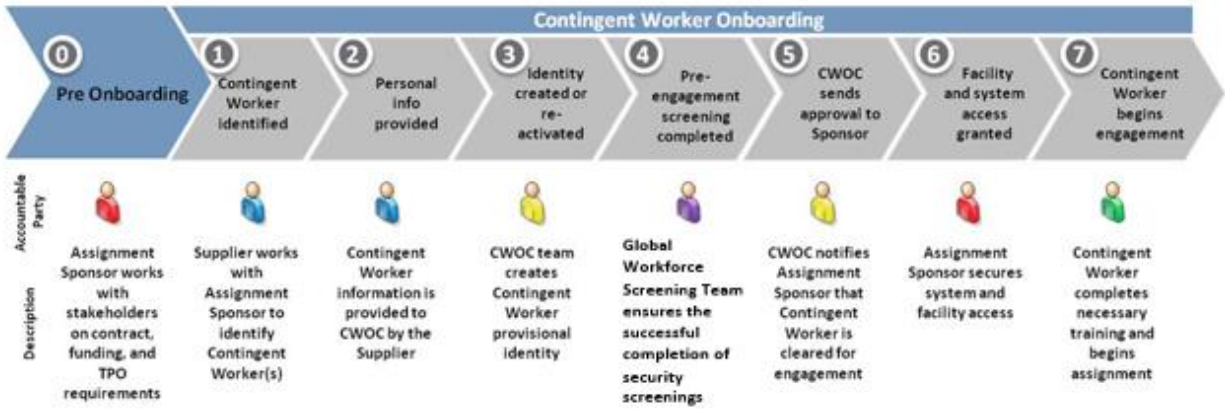 Contingent Worker Onboarding
0
Pre Onboarding
1
Contingent
Worker
identified
2
Personal
info
provided
3
Identity
created or
re-
activated
4
Pre-
engagement
screening
completed
5
CWOC
sends
approval to
Sponsor
6
Facility
and system
access
granted
7
Contingent
Worker
begins
engagement
Accountable
Party
Description
Assignment
Sponsor works
with
stakeholders
on contract,
funding, and
TPO
requirements
Supplier works
with
Assignment
Sponsor to
identify
Contingent
Worker(s)
Contingent
Worker
information is
provided to
CWOC by the
Supplier
CWOC team
creates
Contingent
Worker
provisional
identity
Global
Workforce
Screening Team
ensures the
successful
completion of
security
screenings
CWOC notifies
Assignment
Sponsor that
Contingent
Worker is
cleared for
engagement
Assignment
Sponsor secures
system and
facility access
Contingent
Worker
completes
necessary
training and
begins
assignment